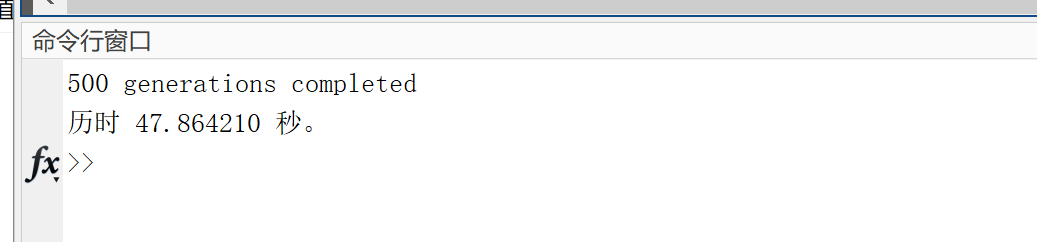 命令行窗口
500 generations completed
历时 47.864210 秒。
fx >>